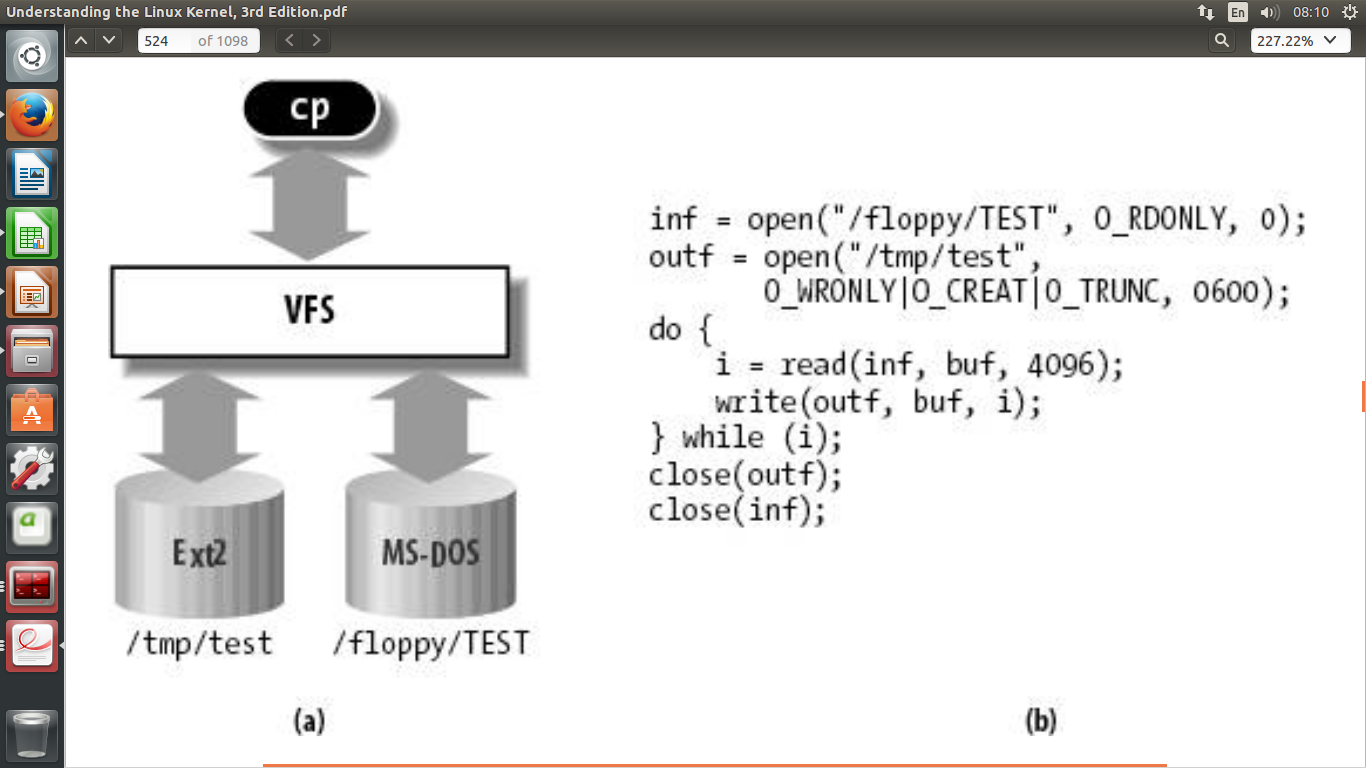 Understanding the Linux Kernel, 3rd Edition.pdf
En
08:10
524 of 1098
227.22%
cp
VFS
Ext2
MS-DOS
/tmp/test
/floppy/TEST
(a)
inf = open("/floppy/TEST", O_RDONLY, 0);
outf = open("/tmp/test",
O_WRONLY|O_CREAT|O_TRUNC, 0600);
do {
i = read(inf, buf, 4096);
write(outf, buf, i);
} while (i);
close(outf);
close(inf);
(b)